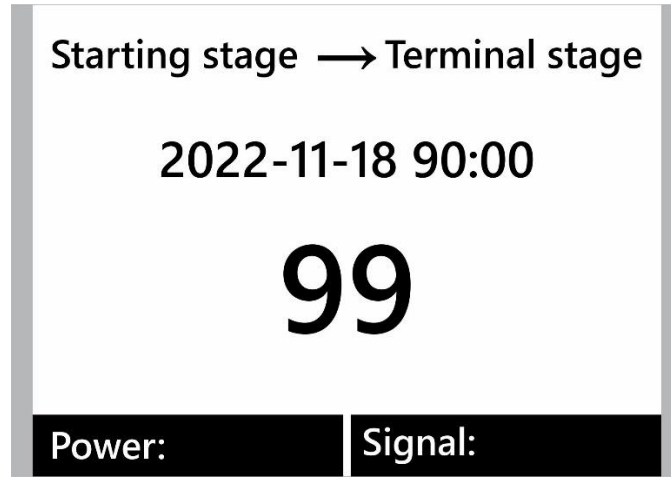 Starting stage → Terminal stage
2022-11-18 90:00
99
Power:
Signal: